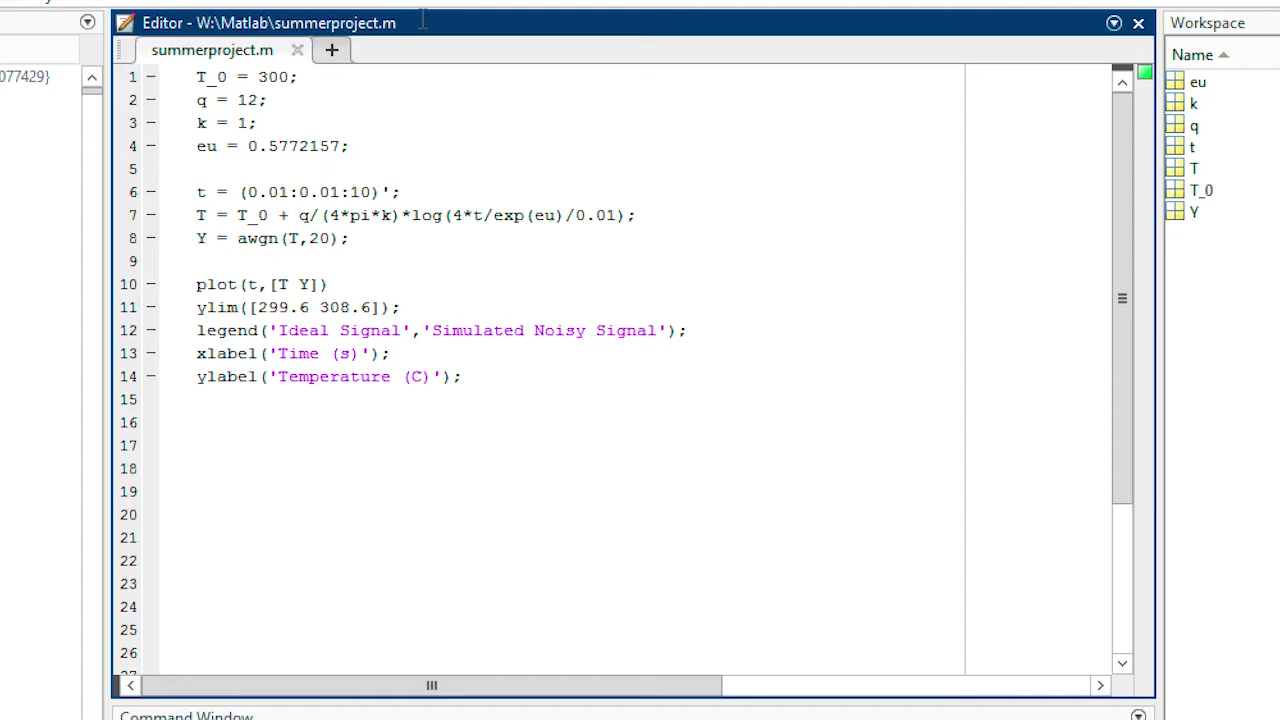 Editor - W:\Matlab\summerproject.m
Workspace
summerproject.m
+
Name
077429}
1 T_0 = 300;
2 q = 12;
3 k = 1;
4 eu = 0.5772157;
5
6 t = (0.01:0.01:10)';
7 T = T_0 + q/(4*pi*k)*log(4*t/exp(eu)/0.01);
8 Y = awgn(T,20);
9
10 plot(t,[T Y])
11 ylim([299.6 308.6]);
12 legend('Ideal Signal','Simulated Noisy Signal');
13 xlabel('Time (s)');
14 ylabel('Temperature (C)');
15
16
17
18
19
20
21
22
23
24
25
26
eu
k
q
t
T
T_0
Y
Command Window